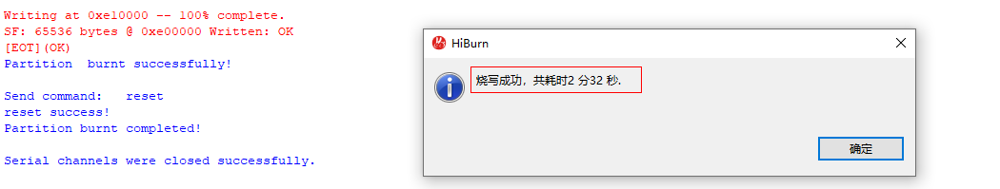 Writing at 0xe10000 -- 100% complete.
SF: 65536 bytes @ 0xe00000 Written: OK
[EOT](OK)
Partition  burnt successfully!
Send command:   reset
reset success!
Partition burnt completed!
Serial channels were closed successfully.
HiBurn
烧写成功，共耗时2 分32 秒.
确定